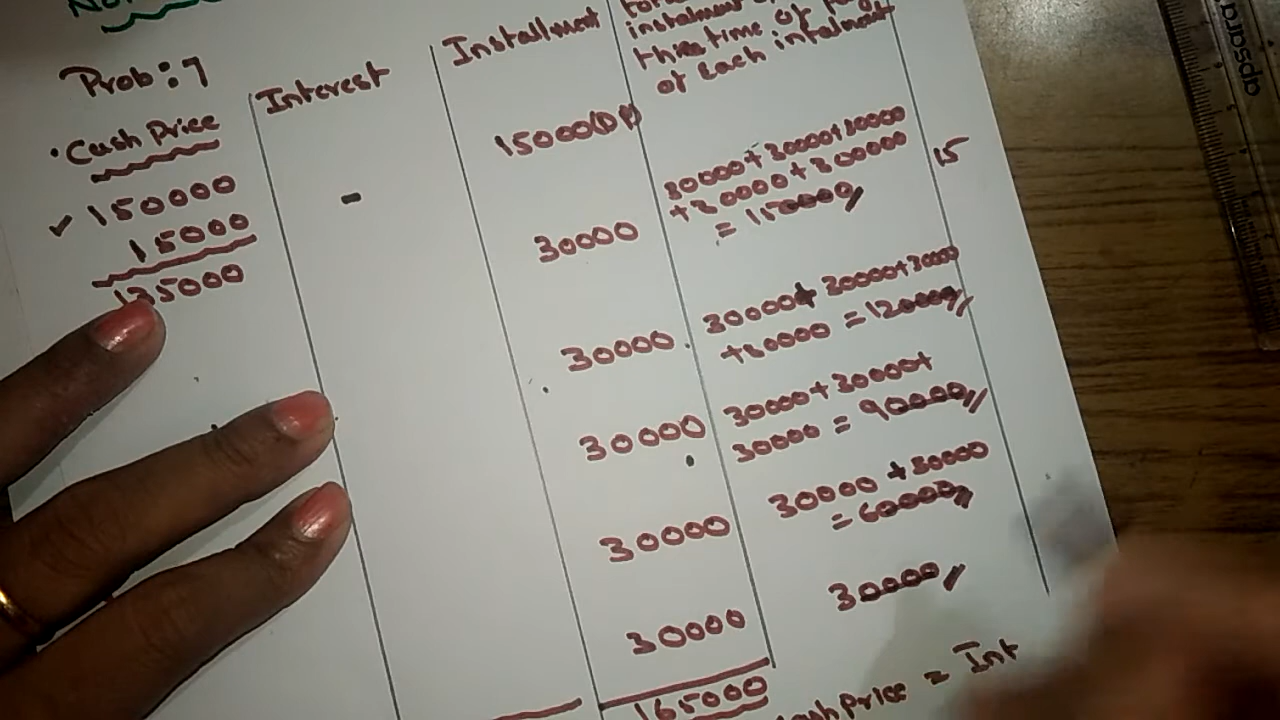 Prob: 7
Interest
Installment
instalment
this time of
of each instalment
• Cash Price
✓ 150000
15000
135000
-
15000 (DP)
30000
30000
30000
30000
30000
165000
30000+30000+30000
+30000+30000
= 150000/
15
30000+30000+30000
+30000 = 120000/
30000+30000+
30000 = 90000//
30000+30000
= 60000//
30000/
Cash Price = Int
apsara